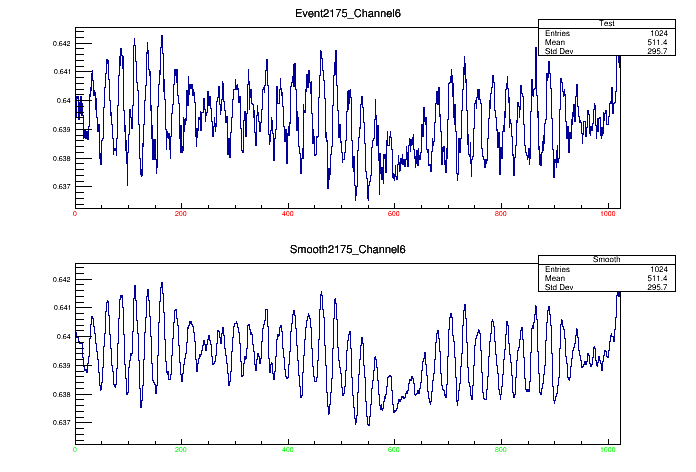 Event2175_Channel6
Test
Entries 1024
Mean 511.4
Std Dev 295.7
0.642
0.641
0.64
0.639
0.638
0.637
0 200 400 600 800 1000
Smooth2175_Channel6
Smooth
Entries 1024
Mean 511.4
Std Dev 295.7
0.642
0.641
0.64
0.639
0.638
0.637
0 200 400 600 800 1000